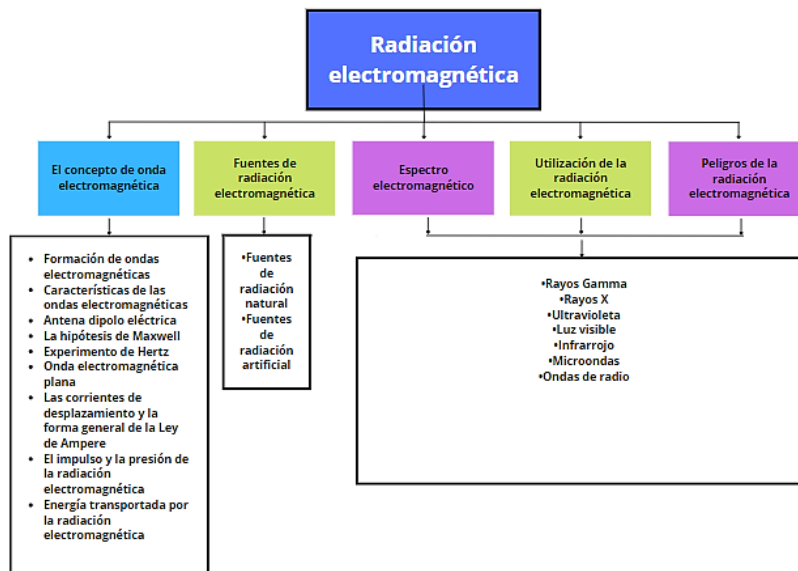 Radiación
electromagnética
El concepto de onda
electromagnética
Fuentes de
radiación
electromagnética
Espectro
electromagnético
Utilización de la
radiación
electromagnética
Peligros de la
radiación
electromagnética
• Formación de ondas
electromagnéticas
• Características de las
ondas electromagnéticas
• Antena dipolo eléctrica
• La hipótesis de Maxwell
• Experimento de Hertz
• Onda electromagnética
plana
• Las corrientes de
desplazamiento y la
forma general de la Ley
de Ampere
• El impulso y la presión de
la radiación
electromagnética
• Energía transportada por
la radiación
electromagnética
•Fuentes
de
radiación
natural
•Fuentes
de
radiación
artificial
•Rayos Gamma
•Rayos X
•Ultravioleta
•Luz visible
•Infrarrojo
•Microondas
•Ondas de radio